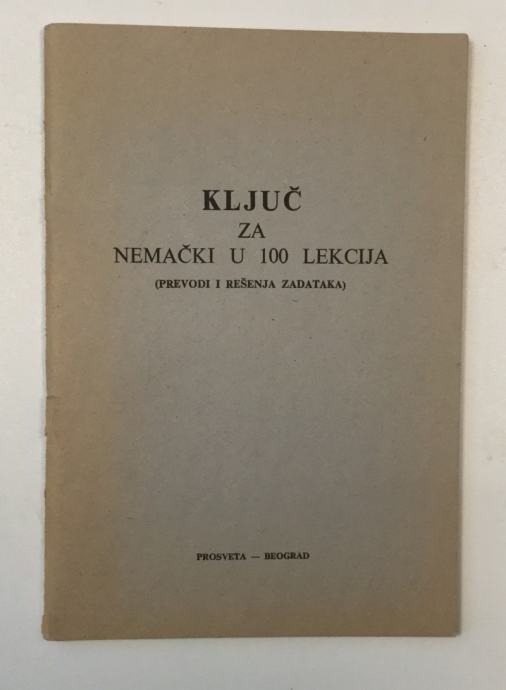 KLJUČ
ZA
NEMAČKI U 100 LEKCIJA
(PREVODI I REŠENJA ZADATAKA)
PROSVETA — BEOGRAD